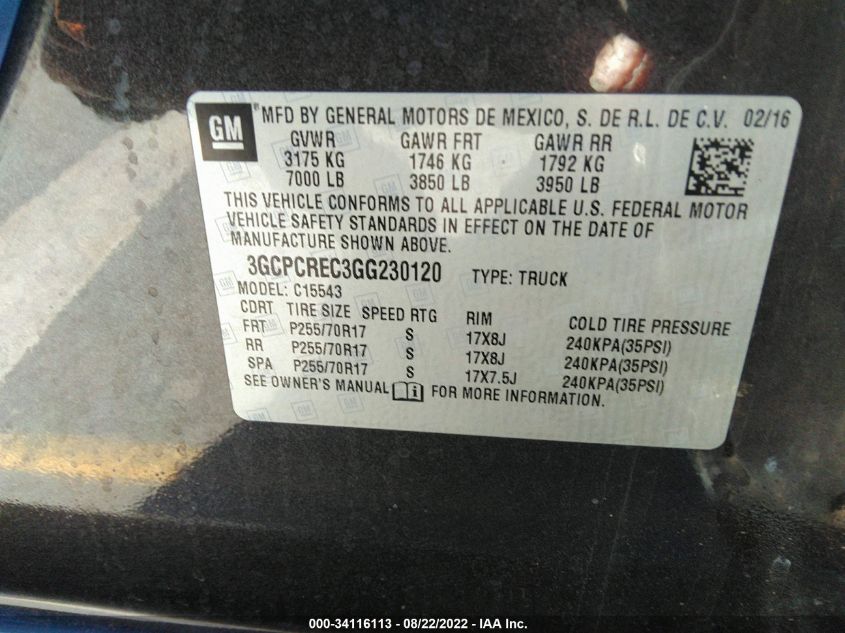 GM ® MFD BY GENERAL MOTORS DE MEXICO, S. DE R.L. DE C.V. 02/16
GVWR GAWR FRT GAWR RR
3175 KG 1746 KG 1792 KG
7000 LB 3850 LB 3950 LB
THIS VEHICLE CONFORMS TO ALL APPLICABLE U.S. FEDERAL MOTOR
VEHICLE SAFETY STANDARDS IN EFFECT ON THE DATE OF
MANUFACTURE SHOWN ABOVE.
3GCPCREC3GG230120 TYPE: TRUCK
MODEL: C15543
CDRT TIRE SIZE SPEED RTG RIM COLD TIRE PRESSURE
FRT P255/70R17 S 17X8J 240KPA(35PSI)
RR P255/70R17 S 17X8J 240KPA(35PSI)
SPA P255/70R17 S 17X7.5J 240KPA(35PSI)
SEE OWNER'S MANUAL FOR MORE INFORMATION.
000-34116113 - 08/22/2022 - IAA Inc.